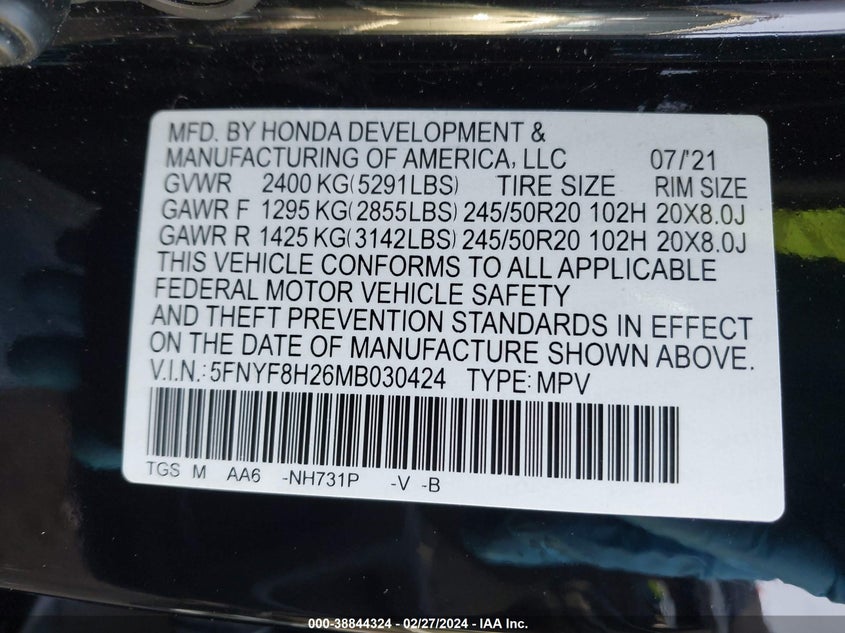 MFD. BY HONDA DEVELOPMENT &
MANUFACTURING OF AMERICA, LLC 07/'21
GVWR 2400 KG(5291LBS) TIRE SIZE RIM SIZE
GAWR F 1295 KG(2855LBS) 245/50R20 102H 20X8.0J
GAWR R 1425 KG(3142LBS) 245/50R20 102H 20X8.0J
THIS VEHICLE CONFORMS TO ALL APPLICABLE
FEDERAL MOTOR VEHICLE SAFETY
AND THEFT PREVENTION STANDARDS IN EFFECT
ON THE DATE OF MANUFACTURE SHOWN ABOVE.
V.I.N.: 5FNYF8H26MB030424 TYPE: MPV
TGS M AA6 -NH731P -V -B
000-38844324 | 02/27/2024 - IAA Inc.